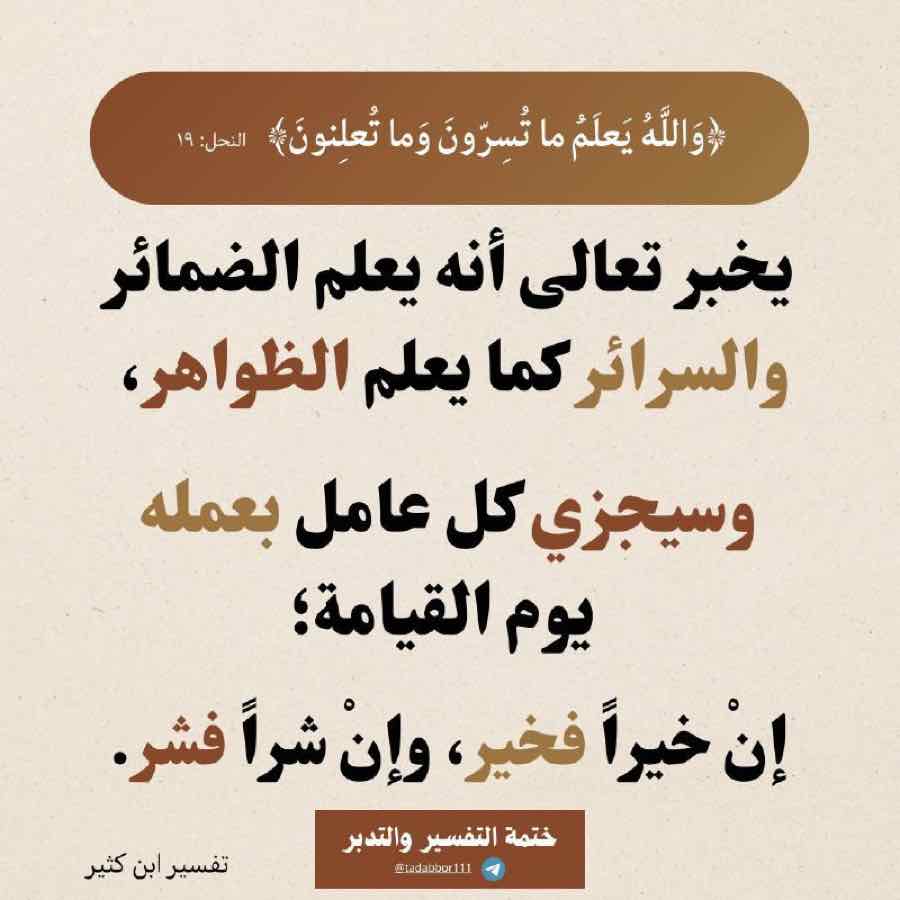 ﴿وَاللَّهُ يَعلَمُ ما تُسِرّونَ وَما تُعلِنونَ﴾ النحل: ١٩
يخبر تعالى أنه يعلم الضمائر
والسرائر كما يعلم الظواهر،
وسيجزي كل عامل بعمله
يوم القيامة؛
إنْ خيراً فخير، وإنْ شراً فشر.
ختمة التفسير والتدبر
@tadabbor111
تفسير ابن كثير